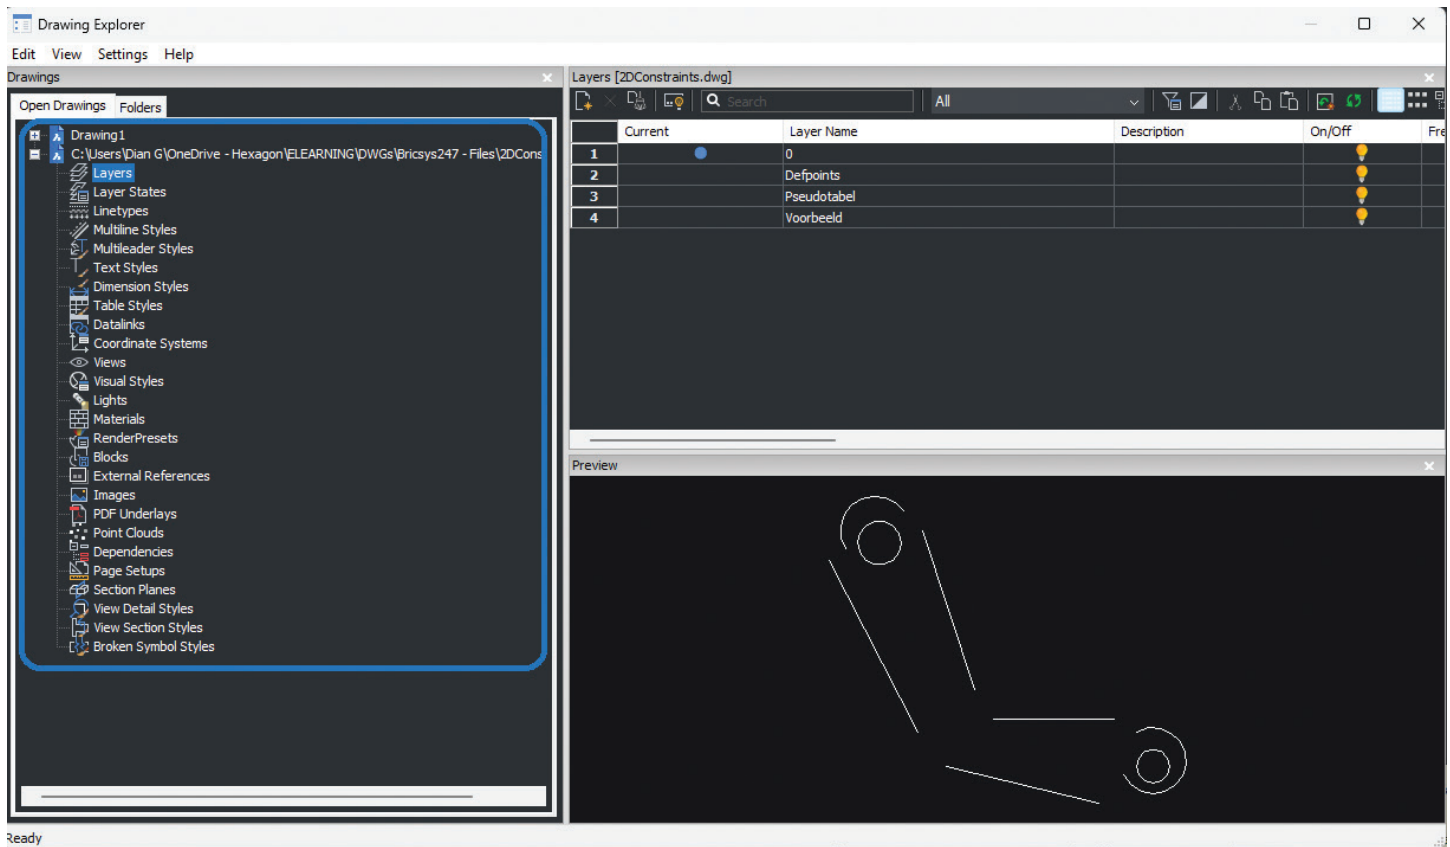 Drawing Explorer
Edit View Settings Help
Drawings
Open Drawings Folders
Drawing1
C:\Users\Dian G\OneDrive - Hexagon\ELEARNING\DWGs\Bricsys247 - Files\2DCons
Layers
Layer States
Linetypes
Multiline Styles
Multileader Styles
Text Styles
Dimension Styles
Table Styles
Datalinks
Coordinate Systems
Views
Visual Styles
Lights
Materials
RenderPresets
Blocks
External References
Images
PDF Underlays
Point Clouds
Dependencies
Page Setups
Section Planes
View Detail Styles
View Section Styles
Broken Symbol Styles
Layers [2DConstraints.dwg]
Search All
Current Layer Name Description On/Off Fre
1 0
2 Defpoints
3 Pseudotabel
4 Voorbeeld
Preview
Ready